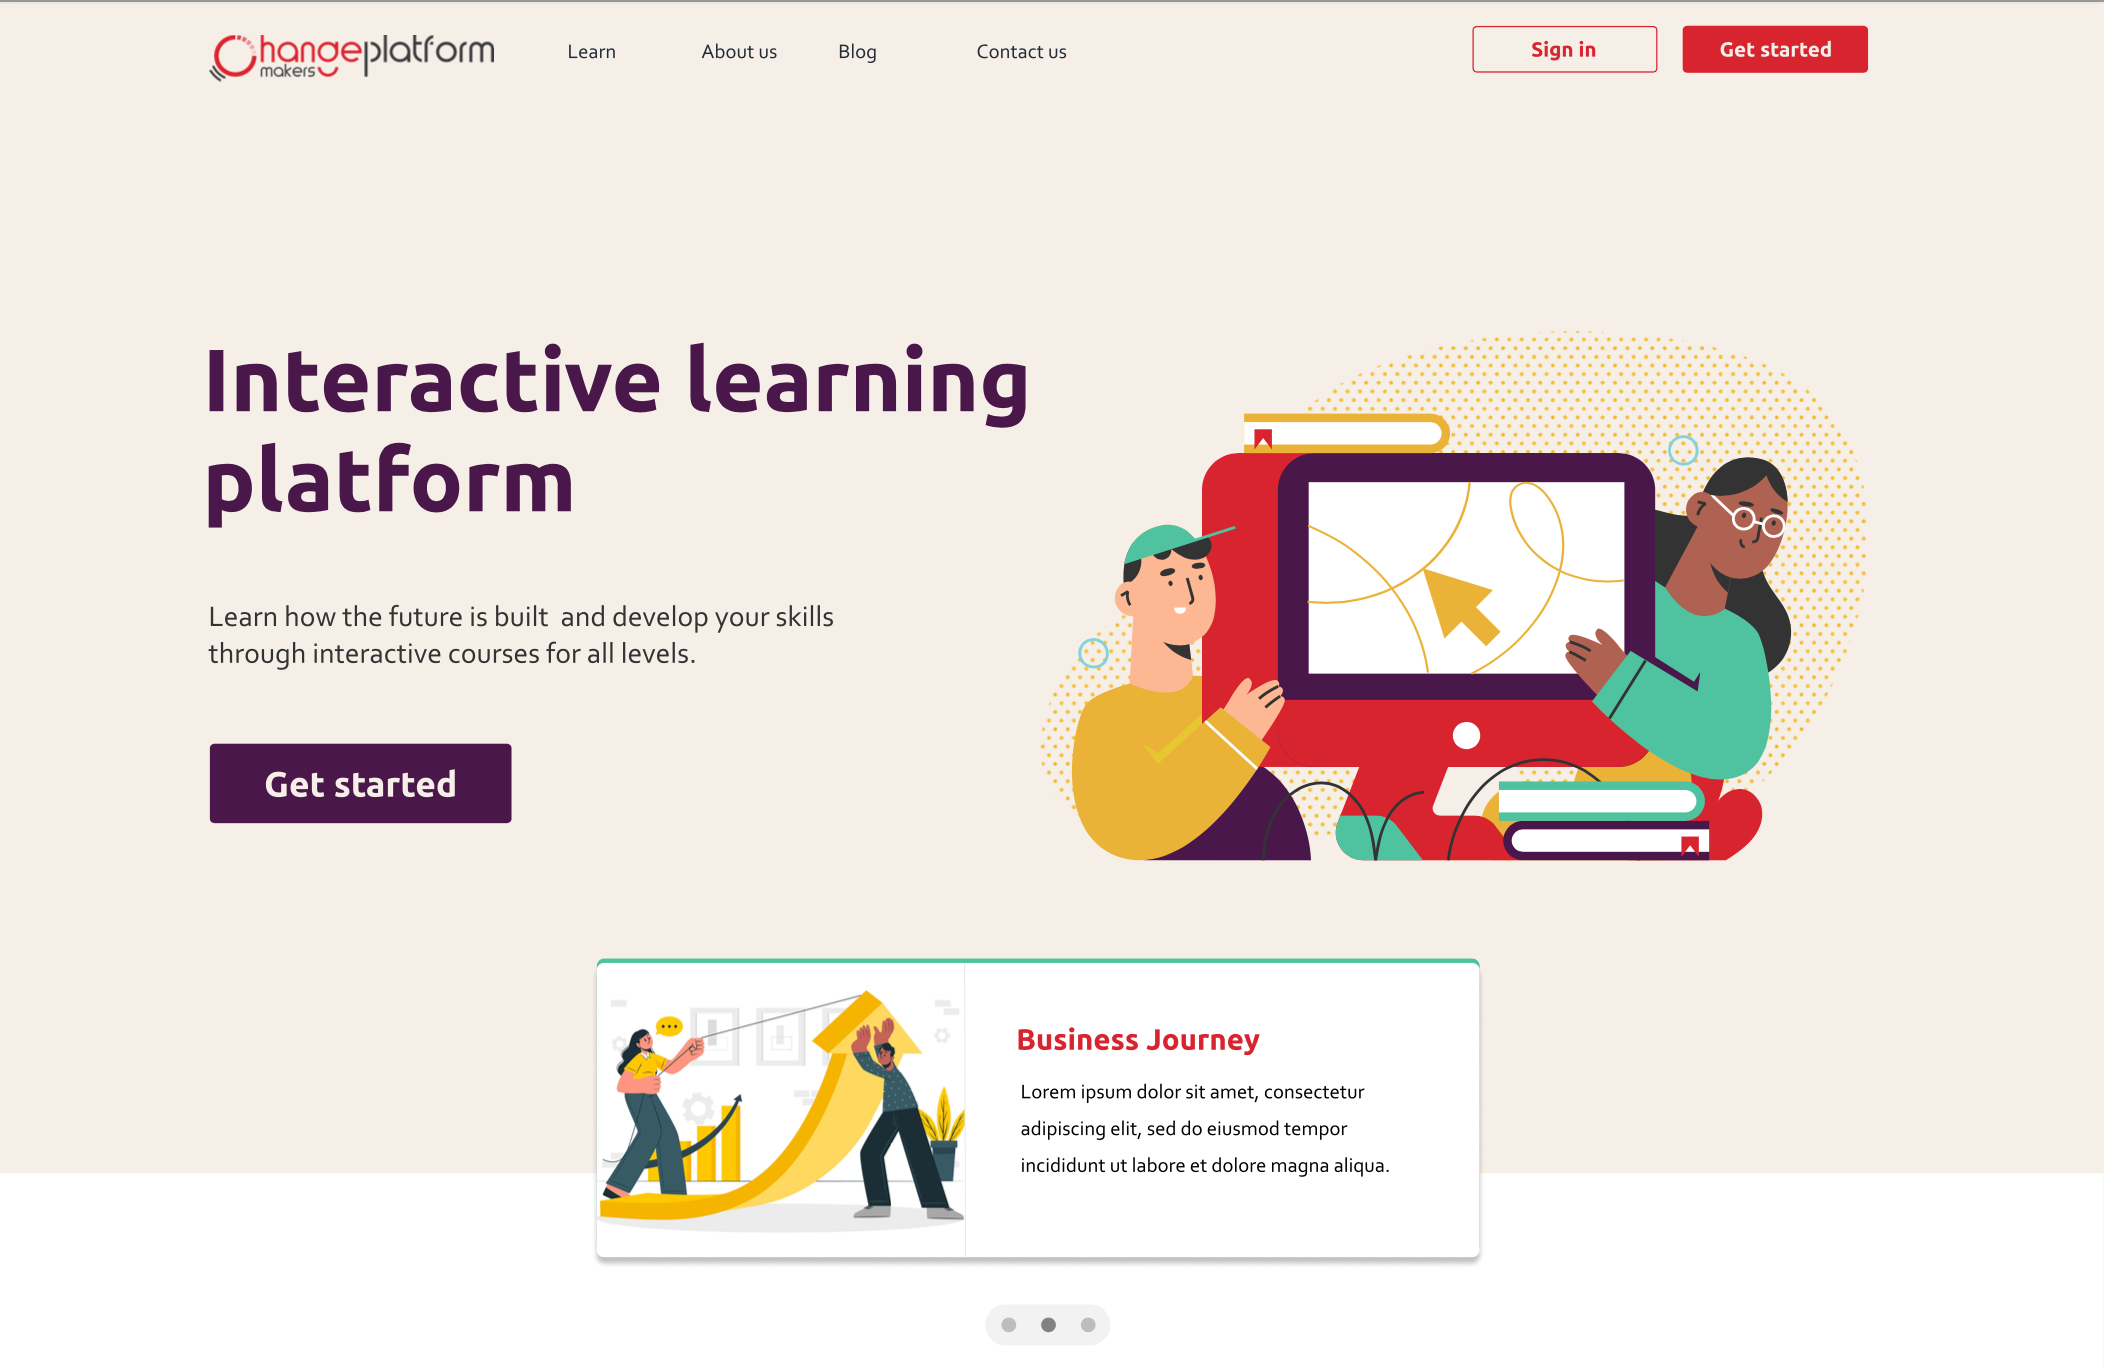 Changeplatform
makers
Learn
About us
Blog
Contact us
Sign in
Get started
Interactive learning
platform
Learn how the future is built  and develop your skills
through interactive courses for all levels.
Get started
Business Journey
Lorem ipsum dolor sit amet, consectetur
adipiscing elit, sed do eiusmod tempor
incididunt ut labore et dolore magna aliqua.